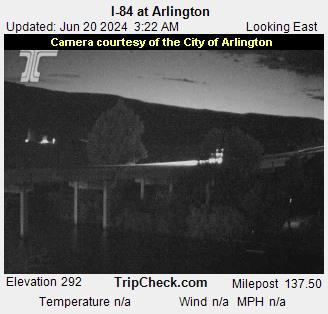 I-84 at Arlington
Updated: Jun 20 2024 3:22 AM Looking East
Camera courtesy of the City of Arlington
Elevation 292 TripCheck.com Milepost 137.50
Temperature n/a Wind n/a MPH n/a